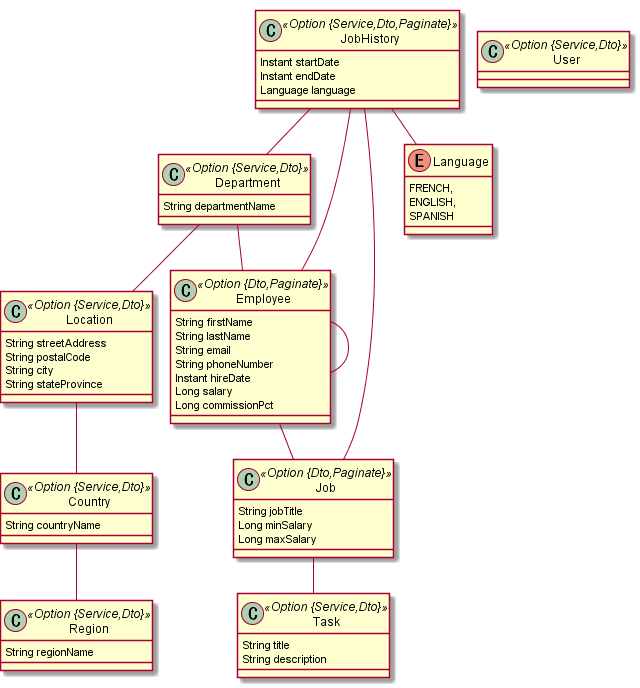 C «Option {Service,Dto,Paginate}»
JobHistory
Instant startDate
Instant endDate
Language language
C «Option {Service,Dto}»
User
C «Option {Service,Dto}»
Department
String departmentName
E Language
FRENCH,
ENGLISH,
SPANISH
C «Option {Service,Dto}»
Location
String streetAddress
String postalCode
String city
String stateProvince
C «Option {Dto,Paginate}»
Employee
String firstName
String lastName
String email
String phoneNumber
Instant hireDate
Long salary
Long commissionPct
C «Option {Service,Dto}»
Country
String countryName
C «Option {Dto,Paginate}»
Job
String jobTitle
Long minSalary
Long maxSalary
C «Option {Service,Dto}»
Region
String regionName
C «Option {Service,Dto}»
Task
String title
String description